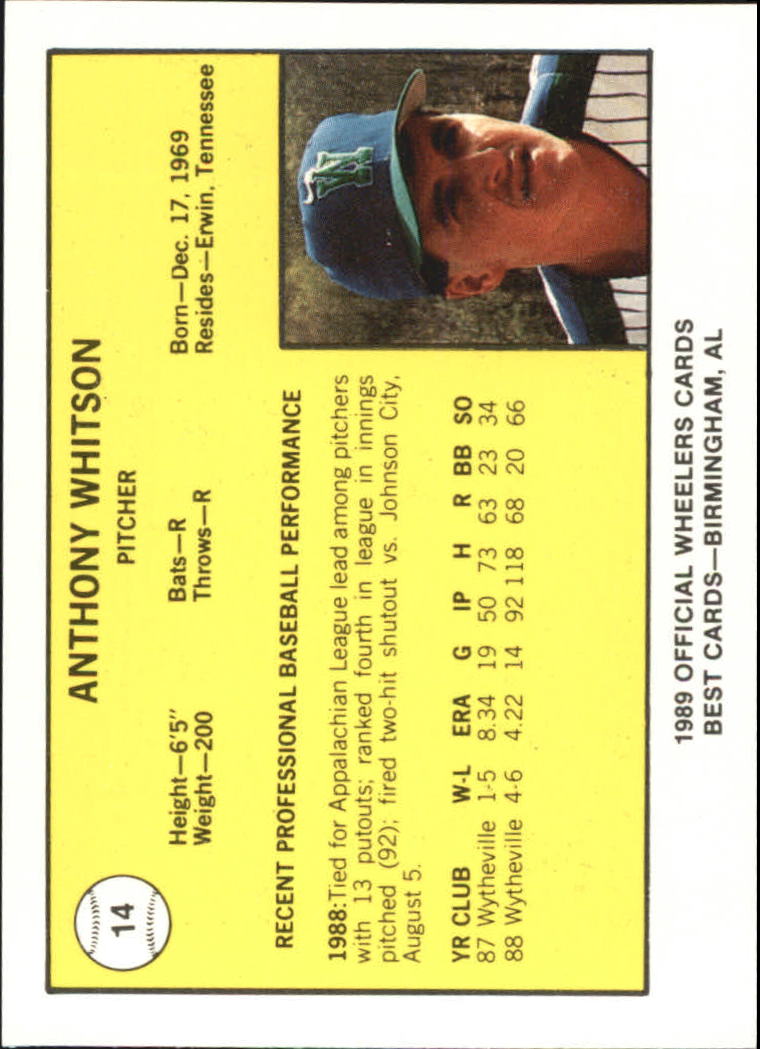 14
ANTHONY WHITSON
PITCHER
Height—6'5" Bats—R Born—Dec. 17, 1969
Weight—200 Throws—R Resides—Erwin, Tennessee
RECENT PROFESSIONAL BASEBALL PERFORMANCE
1988:Tied for Appalachian League lead among pitchers
with 13 putouts; ranked fourth in league in innings
pitched (92); fired two-hit shutout vs. Johnson City,
August 5.
YR CLUB W-L ERA G IP H R BB SO
87 Wytheville 1-5 8.34 19 50 73 63 23 34
88 Wytheville 4-6 4.22 14 92 118 68 20 66
W
1989 OFFICIAL WHEELERS CARDS
BEST CARDS—BIRMINGHAM, AL